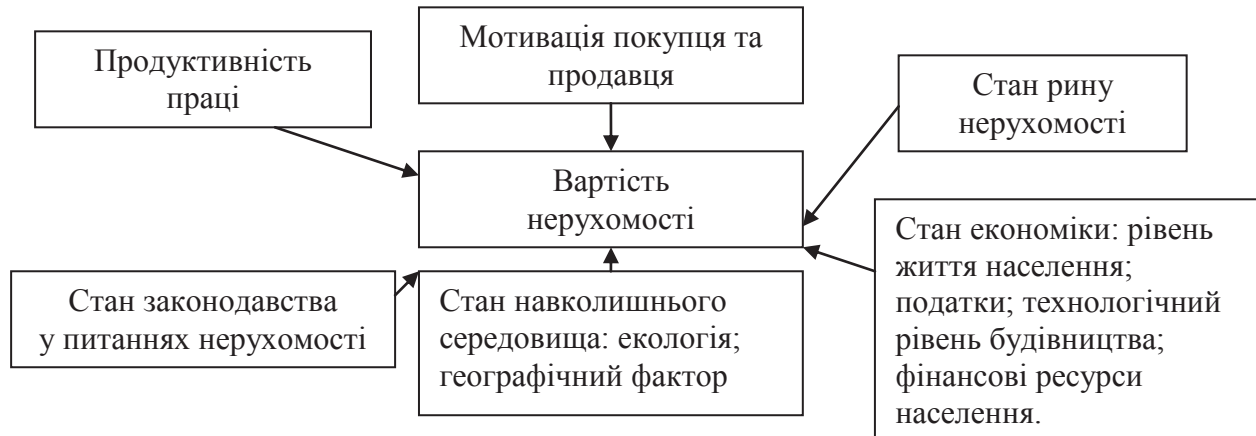 Продуктивність
праці
Мотивація покупця та
продавця
Стан рину
нерухомості
Вартість
нерухомості
Стан законодавства
у питаннях нерухомості
Стан навколишнього
середовища: екологія;
географічний фактор
Стан економіки: рівень
життя населення;
податки; технологічний
рівень будівництва;
фінансові ресурси
населення.